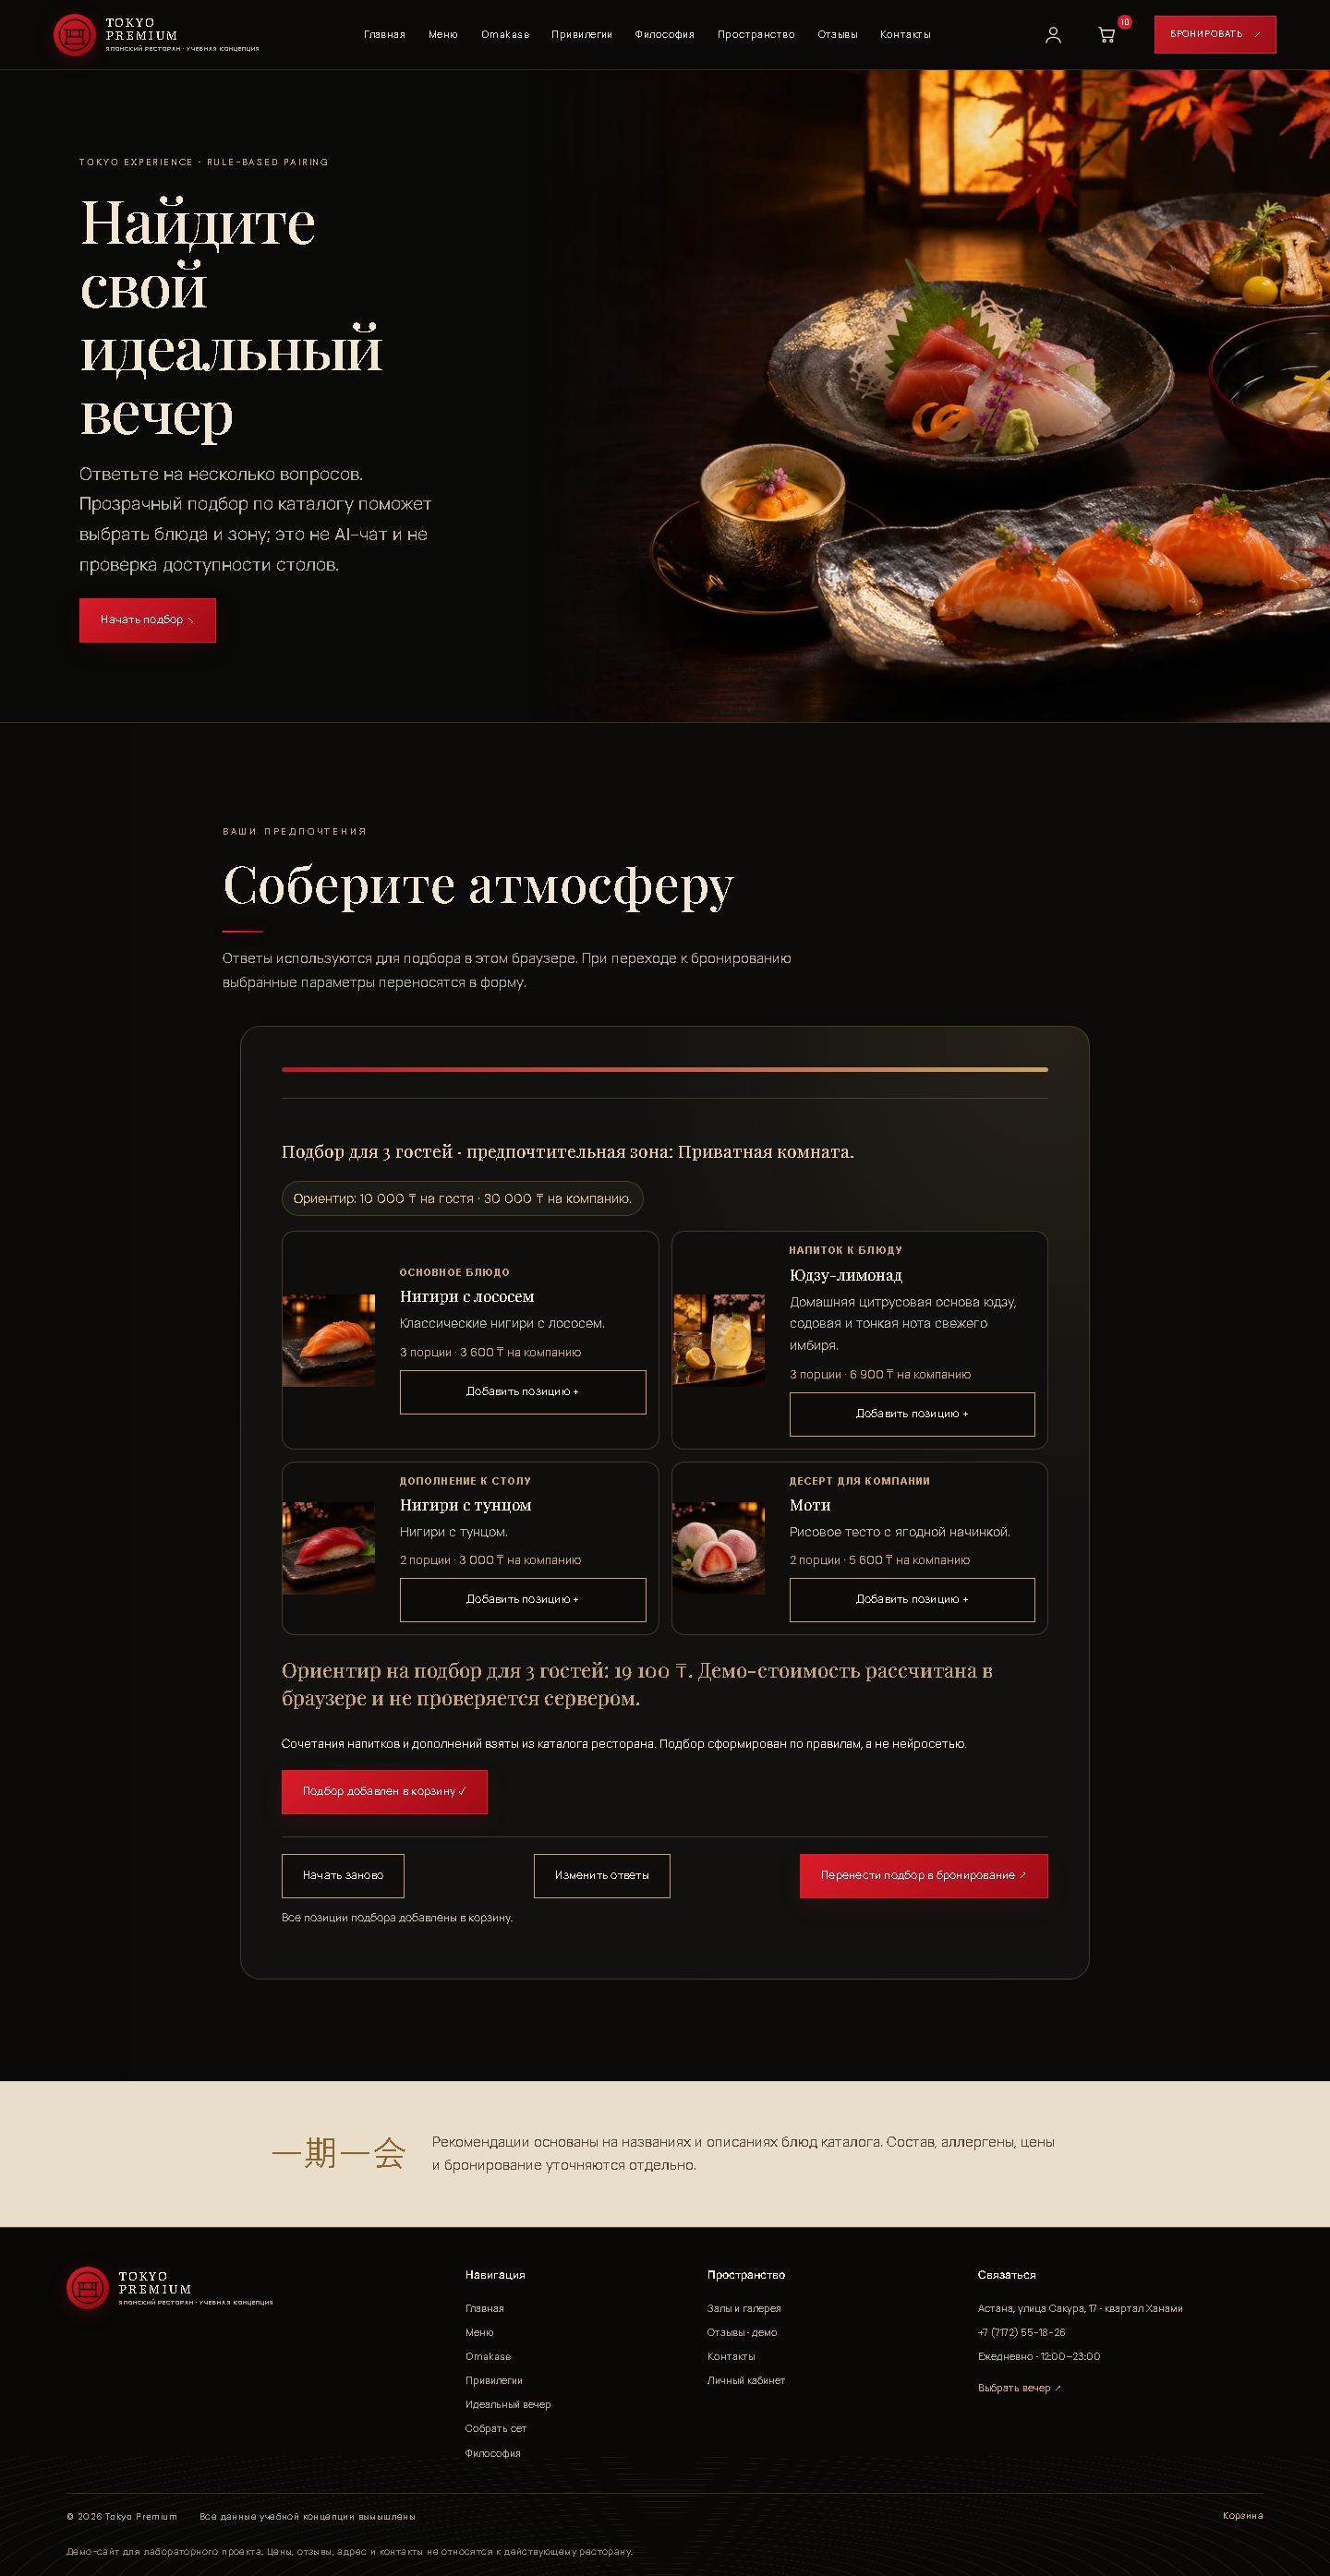 TOKYO
PREMIUM
ЯПОНСКИЙ РЕСТОРАН · УЧЕБНАЯ КОНЦЕПЦИЯ
Главная Меню Omakase Привилегии Философия Пространство Отзывы Контакты
10
БРОНИРОВАТЬ ↗
TOKYO EXPERIENCE · RULE-BASED PAIRING
Найдите
свой
идеальный
вечер
Ответьте на несколько вопросов.
Прозрачный подбор по каталогу поможет
выбрать блюда и зону; это не AI-чат и не
проверка доступности столов.
Начать подбор ↘
ВАШИ ПРЕДПОЧТЕНИЯ
Соберите атмосферу
Ответы используются для подбора в этом браузере. При переходе к бронированию
выбранные параметры переносятся в форму.
Подбор для 3 гостей · предпочтительная зона: Приватная комната.
Ориентир: 10 000 ₸ на гостя · 30 000 ₸ на компанию.
ОСНОВНОЕ БЛЮДО
Нигири с лососем
Классические нигири с лососем.
3 порции · 3 600 ₸ на компанию
Добавить позицию +
НАПИТОК К БЛЮДУ
Юдзу-лимонад
Домашняя цитрусовая основа юдзу,
содовая и тонкая нота свежего
имбиря.
3 порции · 6 900 ₸ на компанию
Добавить позицию +
ДОПОЛНЕНИЕ К СТОЛУ
Нигири с тунцом
Нигири с тунцом.
2 порции · 3 000 ₸ на компанию
Добавить позицию +
ДЕСЕРТ ДЛЯ КОМПАНИИ
Моти
Рисовое тесто с ягодной начинкой.
2 порции · 5 600 ₸ на компанию
Добавить позицию +
Ориентир на подбор для 3 гостей: 19 100 ₸. Демо-стоимость рассчитана в
браузере и не проверяется сервером.
Сочетания напитков и дополнений взяты из каталога ресторана. Подбор сформирован по правилам, а не нейросетью.
Подбор добавлен в корзину ✓
Начать заново
Изменить ответы
Перенести подбор в бронирование ↗
Все позиции подбора добавлены в корзину.
一期一会
Рекомендации основаны на названиях и описаниях блюд каталога. Состав, аллергены, цены
и бронирование уточняются отдельно.
TOKYO
PREMIUM
ЯПОНСКИЙ РЕСТОРАН · УЧЕБНАЯ КОНЦЕПЦИЯ
Навигация
Главная
Меню
Omakase
Привилегии
Идеальный вечер
Собрать сет
Философия
Пространство
Залы и галерея
Отзывы · демо
Контакты
Личный кабинет
Связаться
Астана, улица Сакура, 17 · квартал Ханами
+7 (7172) 55-18-26
Ежедневно · 12:00–23:00
Выбрать вечер ↗
© 2026 Tokyo Premium Все данные учебной концепции вымышлены
Корзина
Демо-сайт для лабораторного проекта. Цены, отзывы, адрес и контакты не относятся к действующему ресторану.